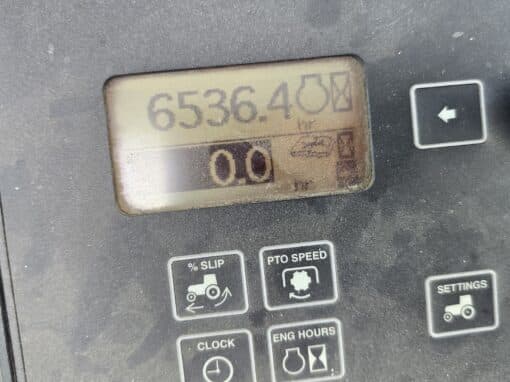 6536.4
hr
0.0
hr
% SLIP
PTO SPEED
SETTINGS
CLOCK
ENG HOURS